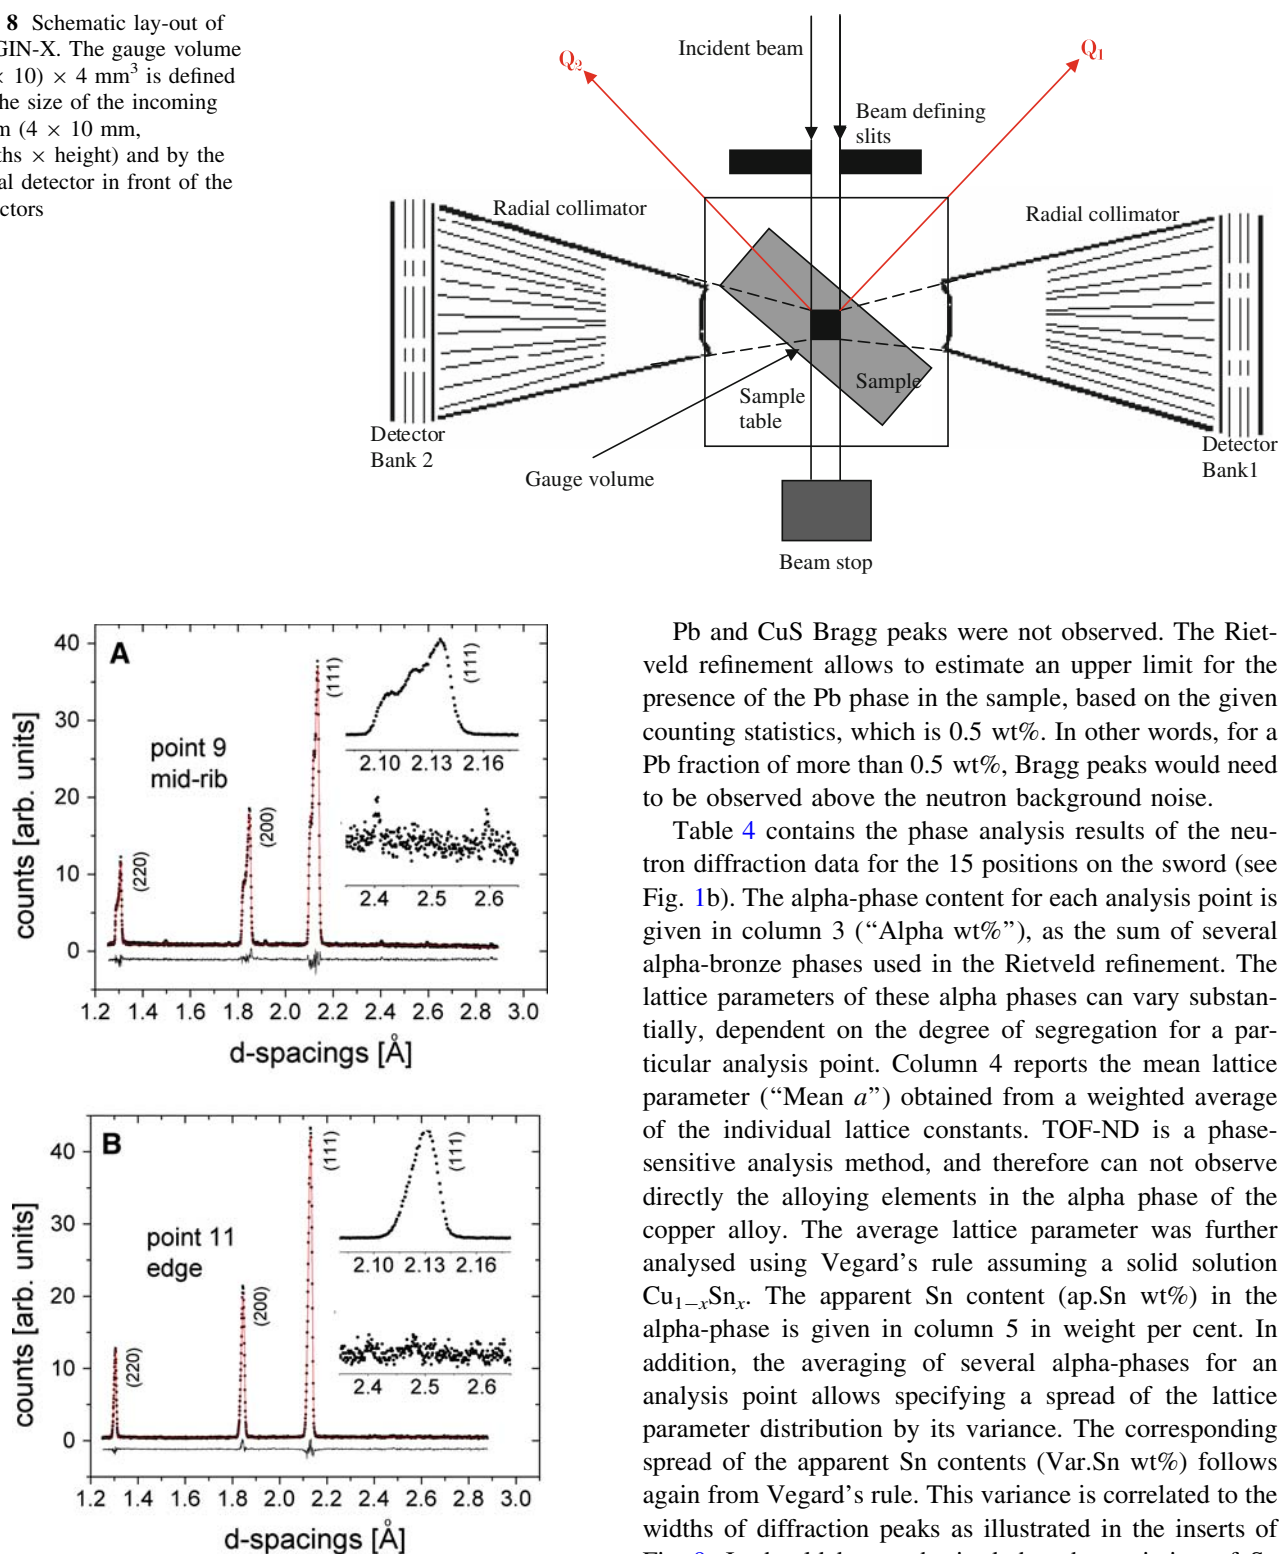 8 Schematic lay-out of
GIN-X. The gauge volume
× 10) × 4 mm³ is defined
he size of the incoming
m (4 × 10 mm,
ths × height) and by the
al detector in front of the
ctors
Incident beam
Q₂
Q₁
Beam defining
slits
Radial collimator
Radial collimator
Sample
Sample
table
Detector
Bank 2
Detector
Bank1
Gauge volume
Beam stop
A
point 9
mid-rib
(220)
(200)
(111)
(111)
2.10 2.13 2.16
2.4 2.5 2.6
40
30
20
10
0
counts [arb. units]
1.2 1.4 1.6 1.8 2.0 2.2 2.4 2.6 2.8 3.0
d-spacings [Å]
B
point 11
edge
(220)
(200)
(111)
(111)
2.10 2.13 2.16
2.4 2.5 2.6
40
30
20
10
0
counts [arb. units]
1.2 1.4 1.6 1.8 2.0 2.2 2.4 2.6 2.8 3.0
d-spacings [Å]
Pb and CuS Bragg peaks were not observed. The Riet-
veld refinement allows to estimate an upper limit for the
presence of the Pb phase in the sample, based on the given
counting statistics, which is 0.5 wt%. In other words, for a
Pb fraction of more than 0.5 wt%, Bragg peaks would need
to be observed above the neutron background noise.
Table 4 contains the phase analysis results of the neu-
tron diffraction data for the 15 positions on the sword (see
Fig. 1b). The alpha-phase content for each analysis point is
given in column 3 (“Alpha wt%”), as the sum of several
alpha-bronze phases used in the Rietveld refinement. The
lattice parameters of these alpha phases can vary substan-
tially, dependent on the degree of segregation for a par-
ticular analysis point. Column 4 reports the mean lattice
parameter (“Mean a”) obtained from a weighted average
of the individual lattice constants. TOF-ND is a phase-
sensitive analysis method, and therefore can not observe
directly the alloying elements in the alpha phase of the
copper alloy. The average lattice parameter was further
analysed using Vegard’s rule assuming a solid solution
Cu₁₋ₓSnₓ. The apparent Sn content (ap.Sn wt%) in the
alpha-phase is given in column 5 in weight per cent. In
addition, the averaging of several alpha-phases for an
analysis point allows specifying a spread of the lattice
parameter distribution by its variance. The corresponding
spread of the apparent Sn contents (Var.Sn wt%) follows
again from Vegard’s rule. This variance is correlated to the
widths of diffraction peaks as illustrated in the inserts of